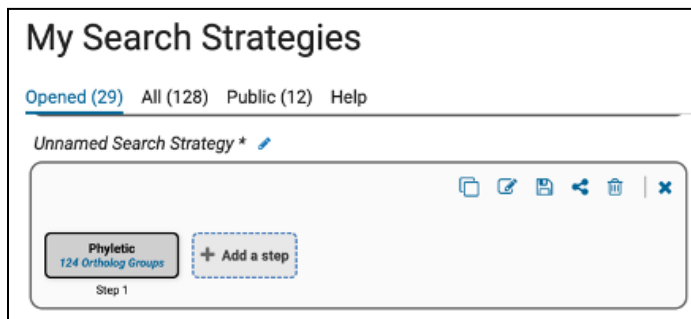 My Search Strategies
Opened (29) All (128) Public (12) Help
Unnamed Search Strategy *
Phyletic
124 Ortholog Groups
+ Add a step
Step 1